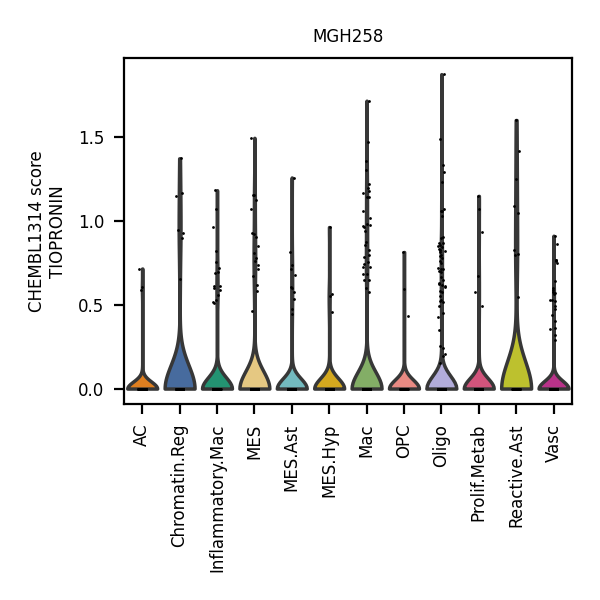 MGH258
CHEMBL1314 score
TIOPRONIN
1.5
1.0
0.5
0.0
AC
Chromatin.Reg
Inflammatory.Mac
MES
MES.Ast
MES.Hyp
Mac
OPC
Oligo
Prolif.Metab
Reactive.Ast
Vasc